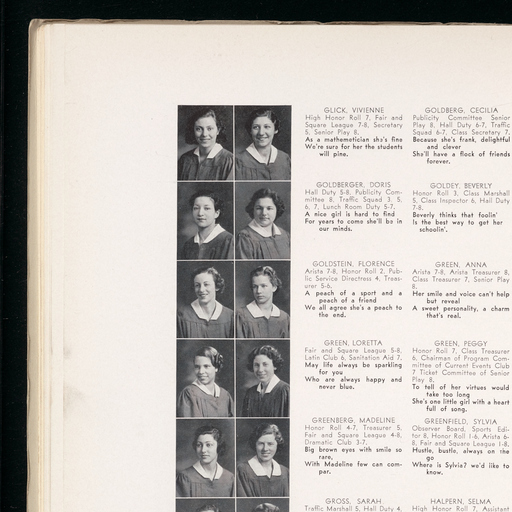 GLICK, VIVIENNE
High Honor Roll 7, Fair and
Square League 7-8, Secretary
5, Senior Play 8.
As a mathemetician she's fine
We're sure for her the students
will pine.
GOLDBERG, CECILIA
Publicity Committee Senior
Play 8, Hall Duty 6-7, Traffic
Squad 6-7, Class Secretary 7.
Because she's frank, delightful
and clever
She'll have a flock of friends
forever.
GOLDBERGER, DORIS
Hall Duty 5-8, Publicity Com-
mittee 8, Traffic Squad 3, 5,
6, 7, Lunch Room Duty 5-7.
A nice girl is hard to find
For years to come she'll be in
our minds.
GOLDEY, BEVERLY
Honor Roll 3, Class Marshall
5, Class Inspector 6, Hall Duty
7-8.
Beverly thinks that foolin'
Is the best way to get her
schoolin'.
GOLDSTEIN, FLORENCE
Arista 7-8, Honor Roll 2, Pub-
lic Service Directress 4, Treas-
urer 5-6.
A peach of a sport and a
peach of a friend
We all agree she's a peach to
the end.
GREEN, ANNA
Arista 7-8, Arista Treasurer 8,
Class Treasurer 7, Senior Play
8.
Her smile and voice can't help
but reveal
A sweet personality, a charm
that's real.
GREEN, LORETTA
Fair and Square League 5-8,
Latin Club 6, Sanitation Aid 7.
May life always be sparkling
for you
Who are always happy and
never blue.
GREEN, PEGGY
Honor Roll 7, Class Treasurer
6, Chairman of Program Com-
mittee of Current Events Club
7 Ticket Committee of Senior
Play 8.
To tell of her virtues would
take too long
She's one little girl with a heart
full of song.
GREENBERG, MADELINE
Honor Roll 4-7, Treasurer 5,
Fair and Square League 4-8,
Dramatic Club 3-7.
Big brown eyes with smile so
rare,
With Madeline few can com-
par.
GREENFIELD, SYLVIA
Observer Board, Sports Edi-
tor 8, Honor Roll 1-6, Arista 6-
8, Fair and Square League 1-8.
Hustle, bustle, always on the
go
Where is Sylvia? we'd like to
know.
GROSS, SARAH
Traffic Marshall 5, Hall Duty 4,
HALPERN, SELMA
Honor Roll 7, Assistant